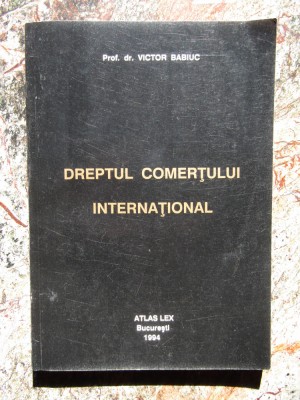 Prof. dr. VICTOR BABIUC
DREPTUL COMERŢULUI
INTERNAŢIONAL
ATLAS LEX
Bucureşti
1994